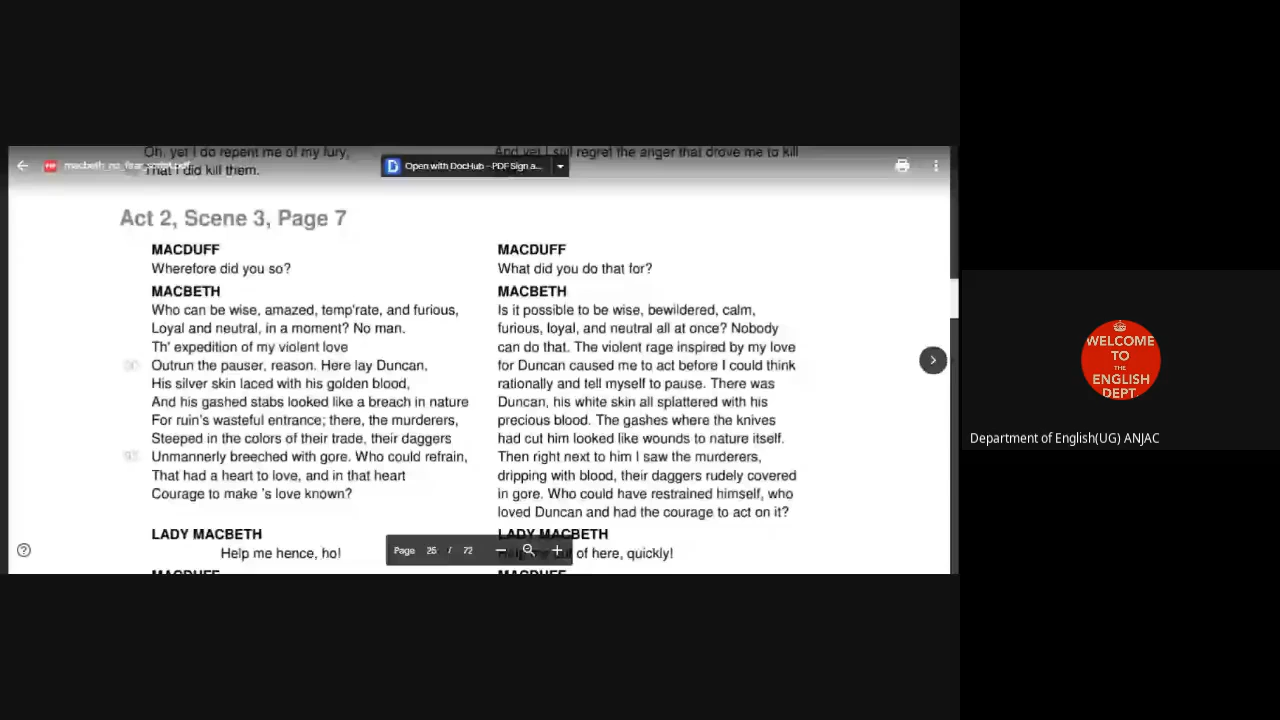 Oh, yet I do repent me of my fury,
And yet I still regret the anger that drove me to kill
macbeth_no_fear_script.pdf
Open with DocHub - PDF Sign a...
That I did kill them.
Act 2, Scene 3, Page 7
MACDUFF
Wherefore did you so?
MACBETH
Who can be wise, amazed, temp'rate, and furious,
Loyal and neutral, in a moment? No man.
Th' expedition of my violent love
90
Outrun the pauser, reason. Here lay Duncan,
His silver skin laced with his golden blood,
And his gashed stabs looked like a breach in nature
For ruin's wasteful entrance; there, the murderers,
Steeped in the colors of their trade, their daggers
95
Unmannerly breeched with gore. Who could refrain,
That had a heart to love, and in that heart
Courage to make 's love known?
LADY MACBETH
Help me hence, ho!
MACDUFF
MACDUFF
What did you do that for?
MACBETH
Is it possible to be wise, bewildered, calm,
furious, loyal, and neutral all at once? Nobody
can do that. The violent rage inspired by my love
for Duncan caused me to act before I could think
rationally and tell myself to pause. There was
Duncan, his white skin all splattered with his
precious blood. The gashes where the knives
had cut him looked like wounds to nature itself.
Then right next to him I saw the murderers,
dripping with blood, their daggers rudely covered
in gore. Who could have restrained himself, who
loved Duncan and had the courage to act on it?
LADY MACBETH
Help me out of here, quickly!
MACDUFF
Page 26 / 72
WELCOME
TO
THE
ENGLISH
DEPT.
Department of English(UG) ANJAC